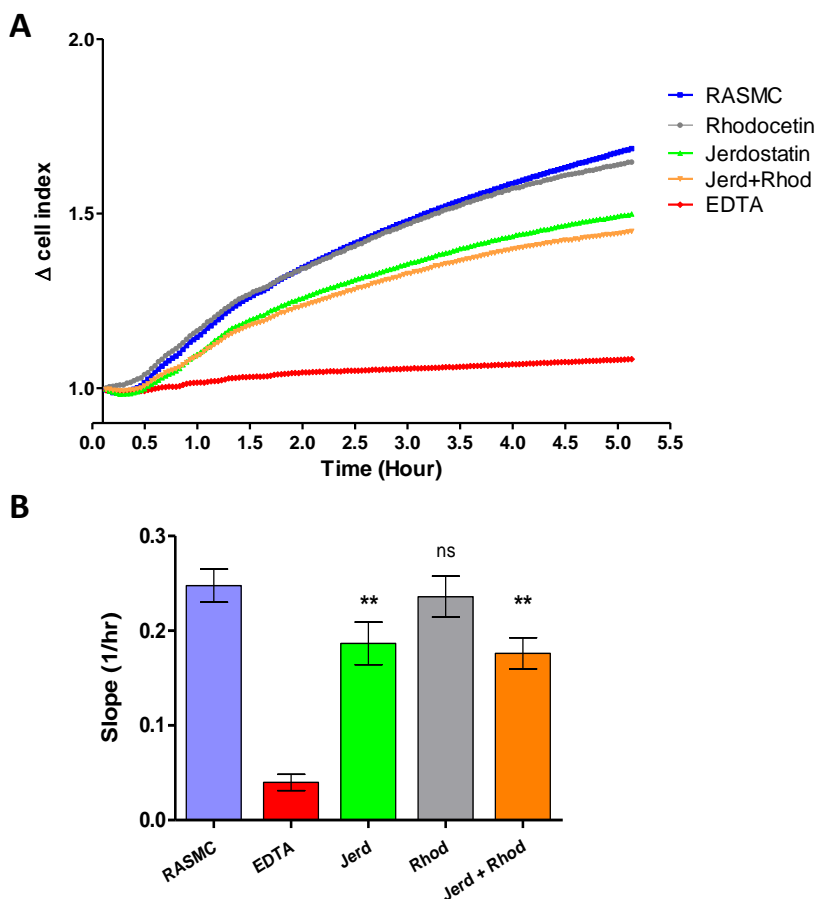 A
2.0
1.5
1.0
Δ cell index
0.0 0.5 1.0 1.5 2.0 2.5 3.0 3.5 4.0 4.5 5.0 5.5
Time (Hour)
RASMC
Rhodocetin
Jerdostatin
Jerd+Rhod
EDTA
B
0.3
0.2
0.1
0.0
Slope (1/hr)
** ns **
RASMC EDTA Jerd Rhod Jerd + Rhod